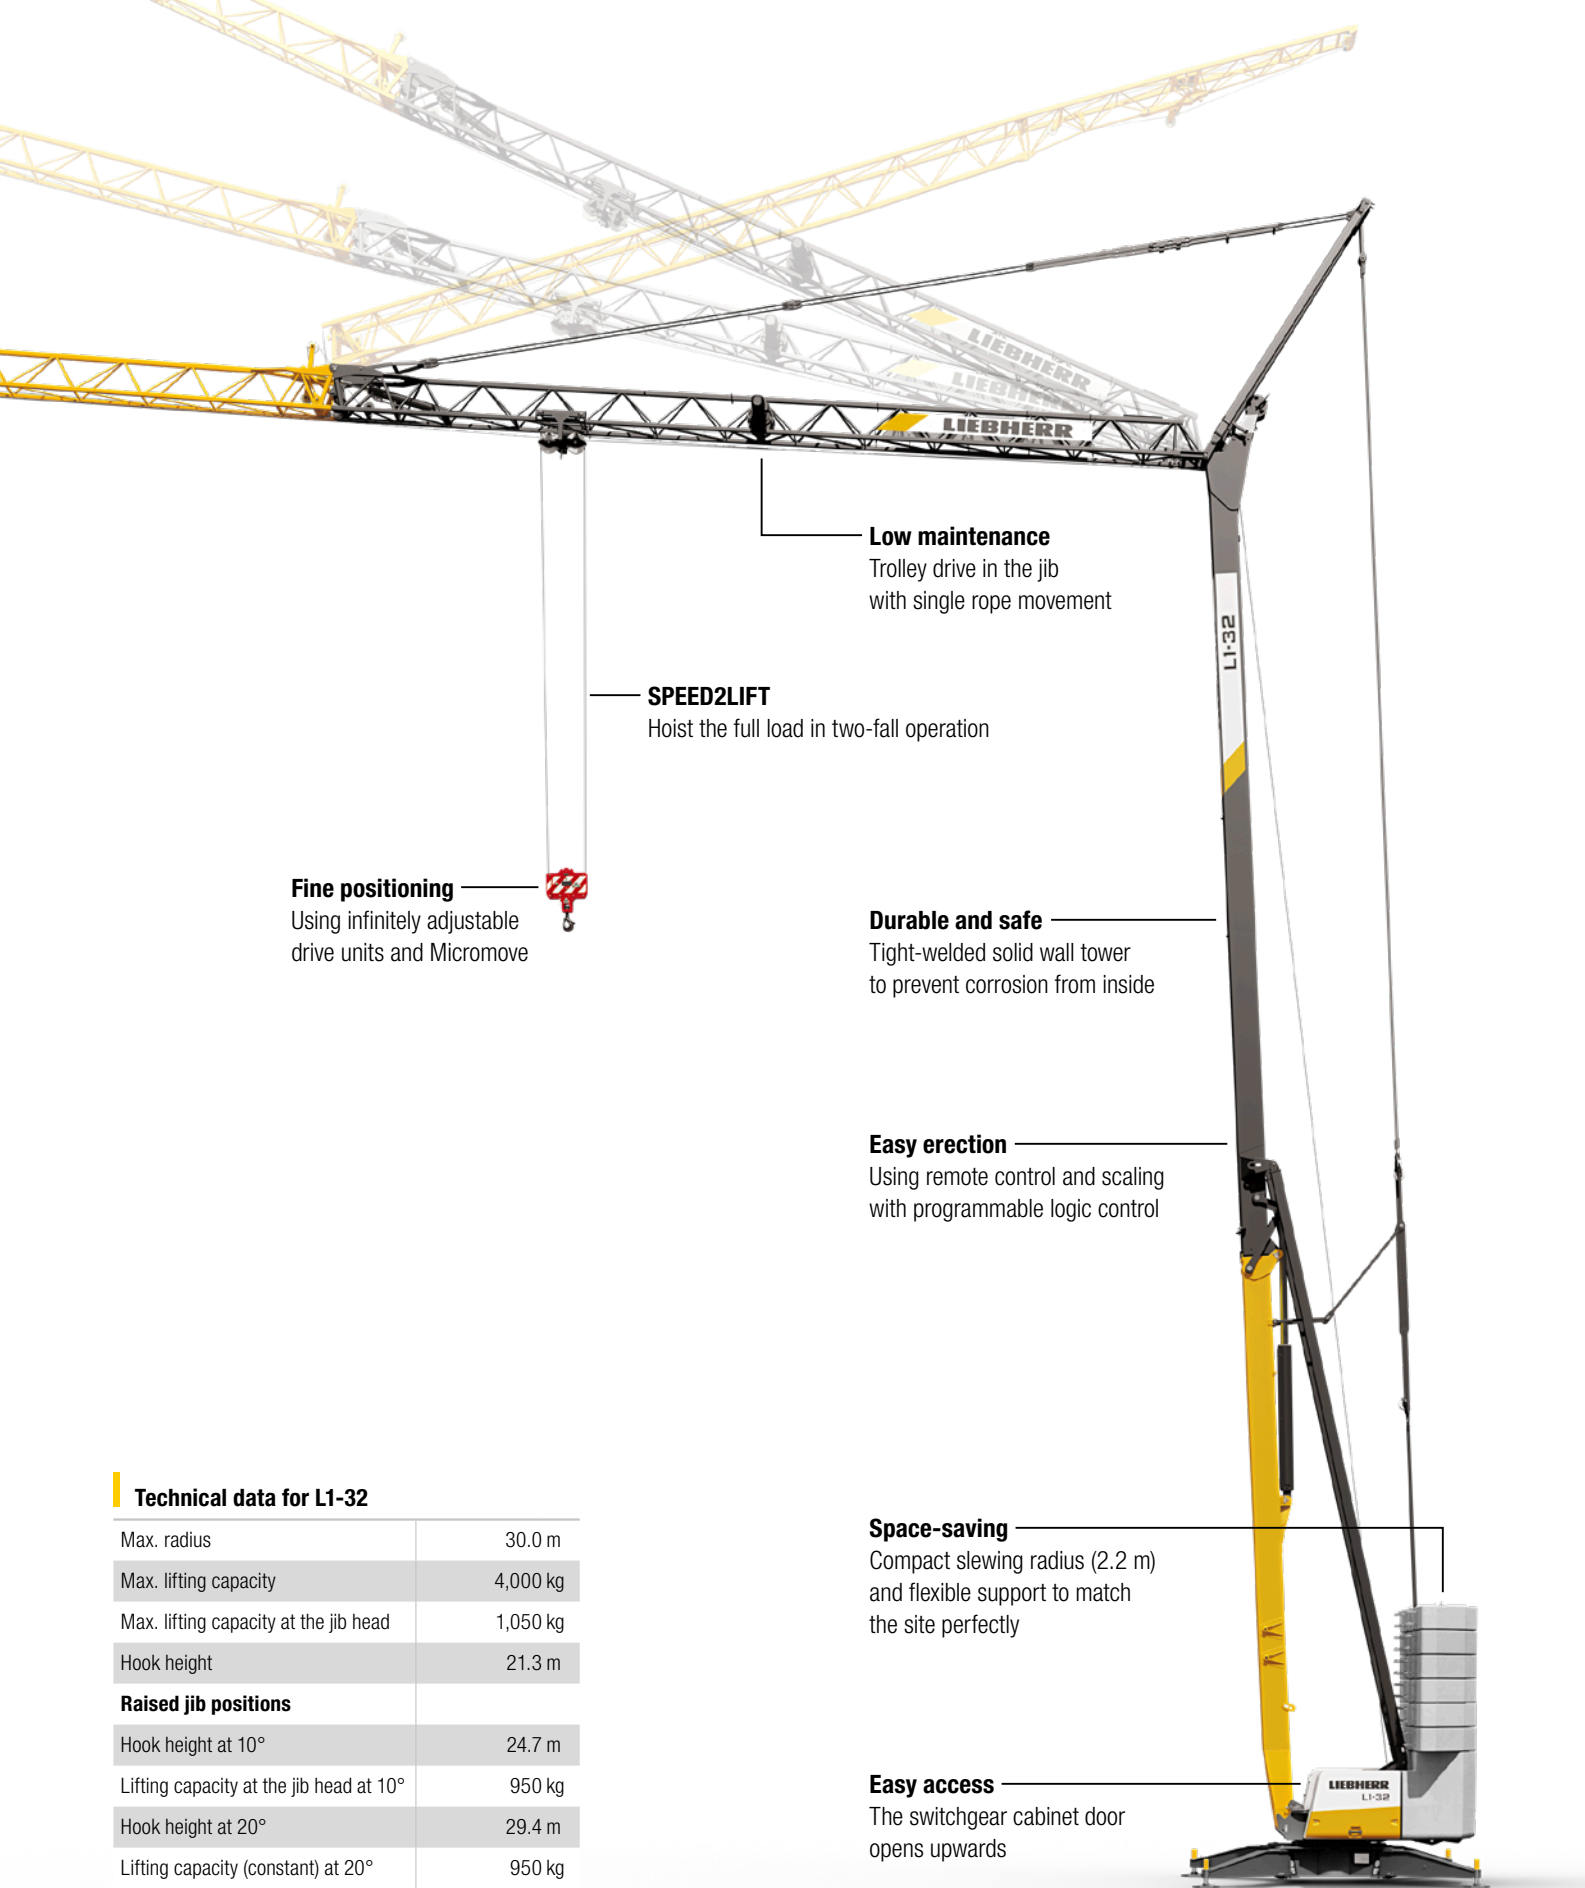 LIEBHERR
LIEBHERR
LIEBHERR
Low maintenance
Trolley drive in the jib
with single rope movement
L1-32
SPEED2LIFT
Hoist the full load in two-fall operation
Fine positioning
Using infinitely adjustable
drive units and Micromove
Durable and safe
Tight-welded solid wall tower
to prevent corrosion from inside
Easy erection
Using remote control and scaling
with programmable logic control
Technical data for L1-32
Max. radius 30.0 m
Max. lifting capacity 4,000 kg
Max. lifting capacity at the jib head 1,050 kg
Hook height 21.3 m
Raised jib positions
Hook height at 10° 24.7 m
Lifting capacity at the jib head at 10° 950 kg
Hook height at 20° 29.4 m
Lifting capacity (constant) at 20° 950 kg
Space-saving
Compact slewing radius (2.2 m)
and flexible support to match
the site perfectly
Easy access
The switchgear cabinet door
opens upwards
LIEBHERR
L1-32